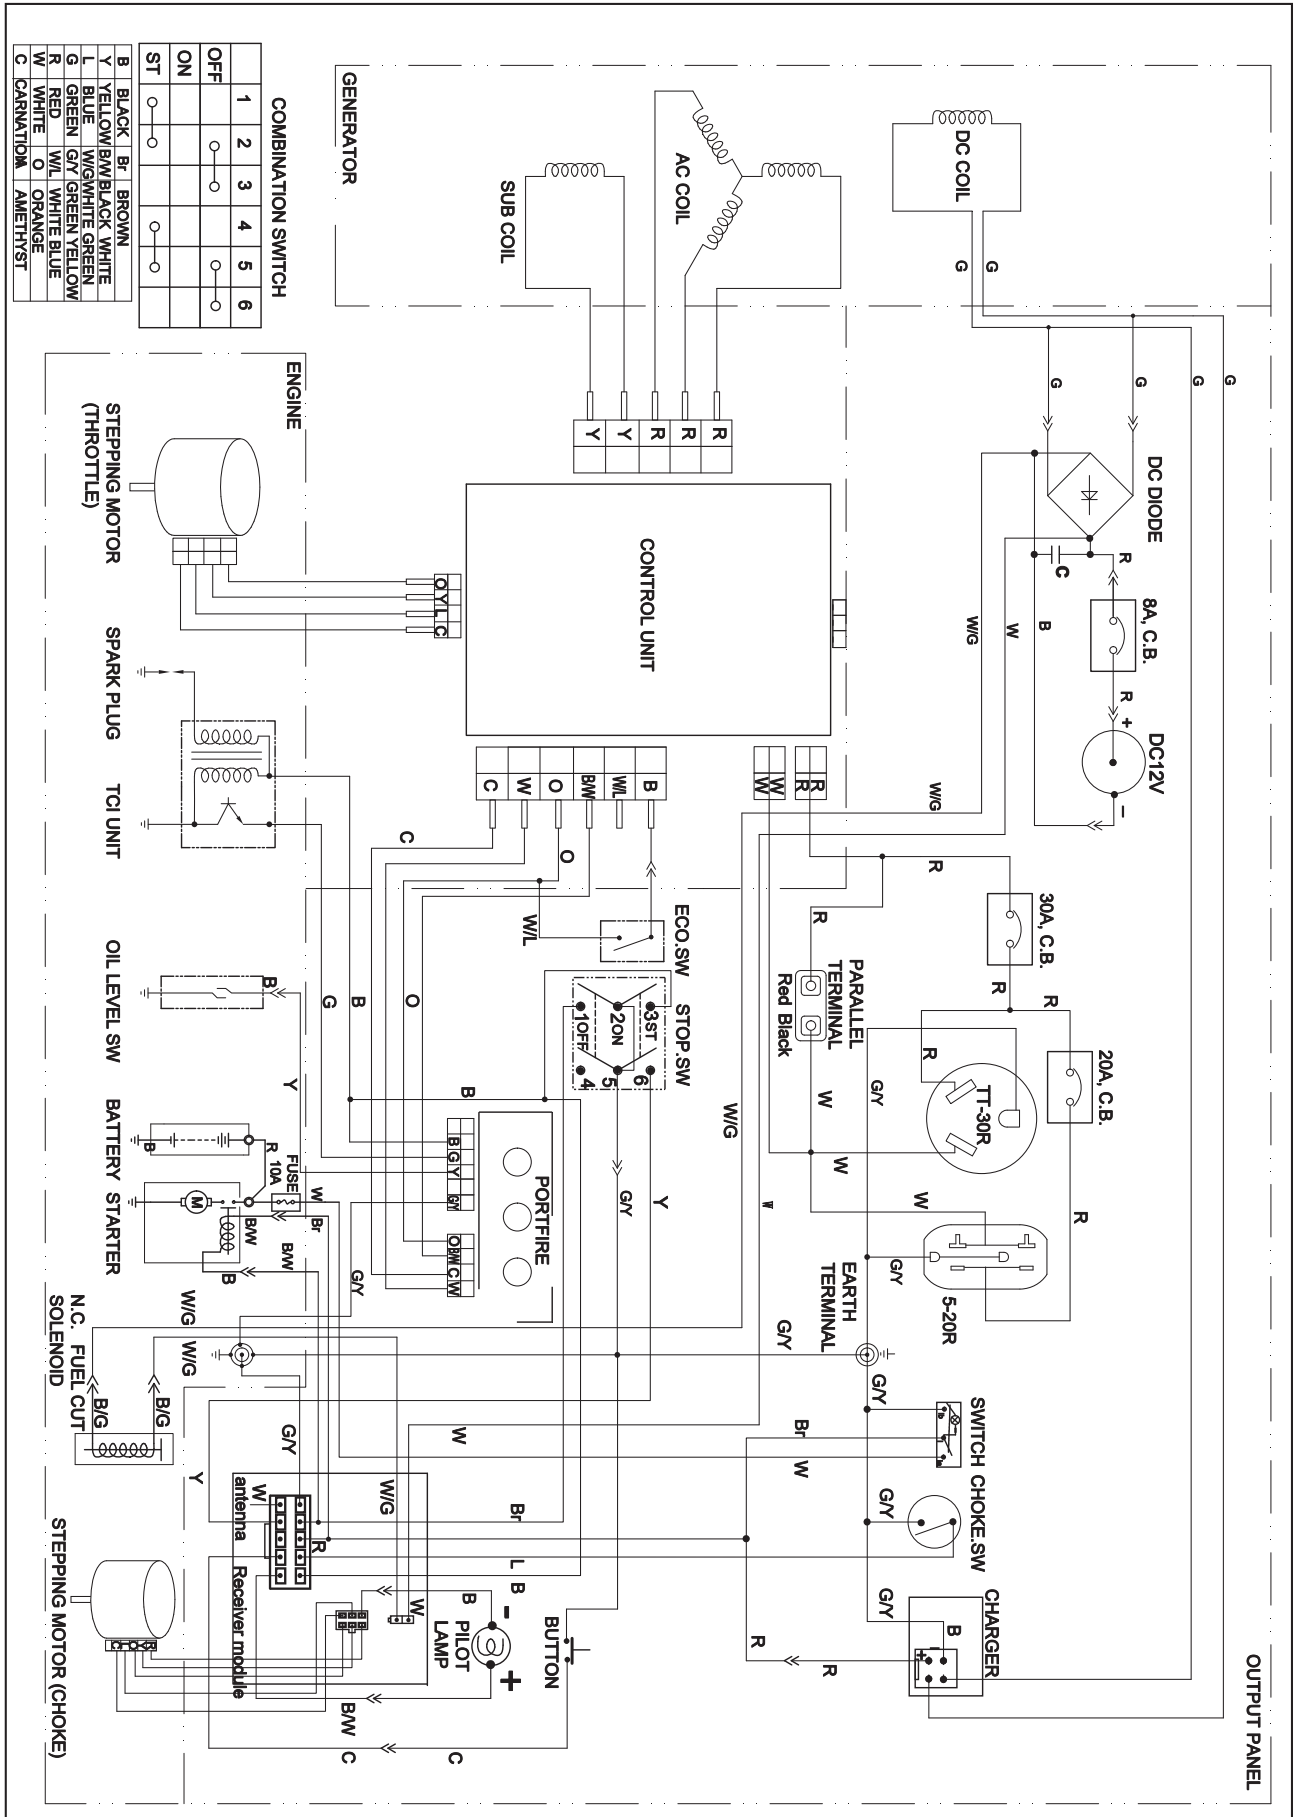 GENERATOR
DC COIL
AC COIL
SUB COIL
G
G
G
G
G
G
COMBINATION SWITCH
1 2 3 4 5 6
OFF
ON
ST
B BLACK Br BROWN
Y YELLOW B/W BLACK WHITE
L BLUE W/G WHITE GREEN
G GREEN G/Y GREEN YELLOW
R RED W/L WHITE BLUE
W WHITE O ORANGE
C CARNATION A AMETHYST
OUTPUT PANEL
DC DIODE
C
R
8A, C.B.
R
+
DC12V
-
B
W
W/G
W/G
R
R
R
Y
Y
CONTROL UNIT
O
Y
L
C
C
W
O
B/W
W/L
B
W
W
R
R
R
30A, C.B.
R
R
20A, C.B.
R
R
TT-30R
R
PARALLEL
TERMINAL
Red Black
W
W
W
G/Y
G/Y
5-20R
EARTH
TERMINAL
G/Y
G/Y
W/G
W
ECO.SW
W/L
O
C
STOP.SW
3ST
2ON
1OFF
6
5
4
G/Y
Y
B
O
B
G
Y
PORTFIRE
B
G
Y
G/Y
O
B/W
C
W
G/Y
SWITCH CHOKE.SW
Br
W
G/Y
G/Y
CHARGER
B
-
+
R
R
ENGINE
STEPPING MOTOR
(THROTTLE)
SPARK PLUG
TCI UNIT
OIL LEVEL SW
B
BATTERY STARTER
B
R
FUSE
10A
W
Br
M
B/W
B/W
B
N.C. FUEL CUT
SOLENOID
W/G
W/G
B/G
B/G
G/Y
Y
W
W/G
antenna
W
R
Receiver module
W
Br
L
B
B
-
PILOT
LAMP
+
BUTTON
B/W
C
C
STEPPING MOTOR (CHOKE)